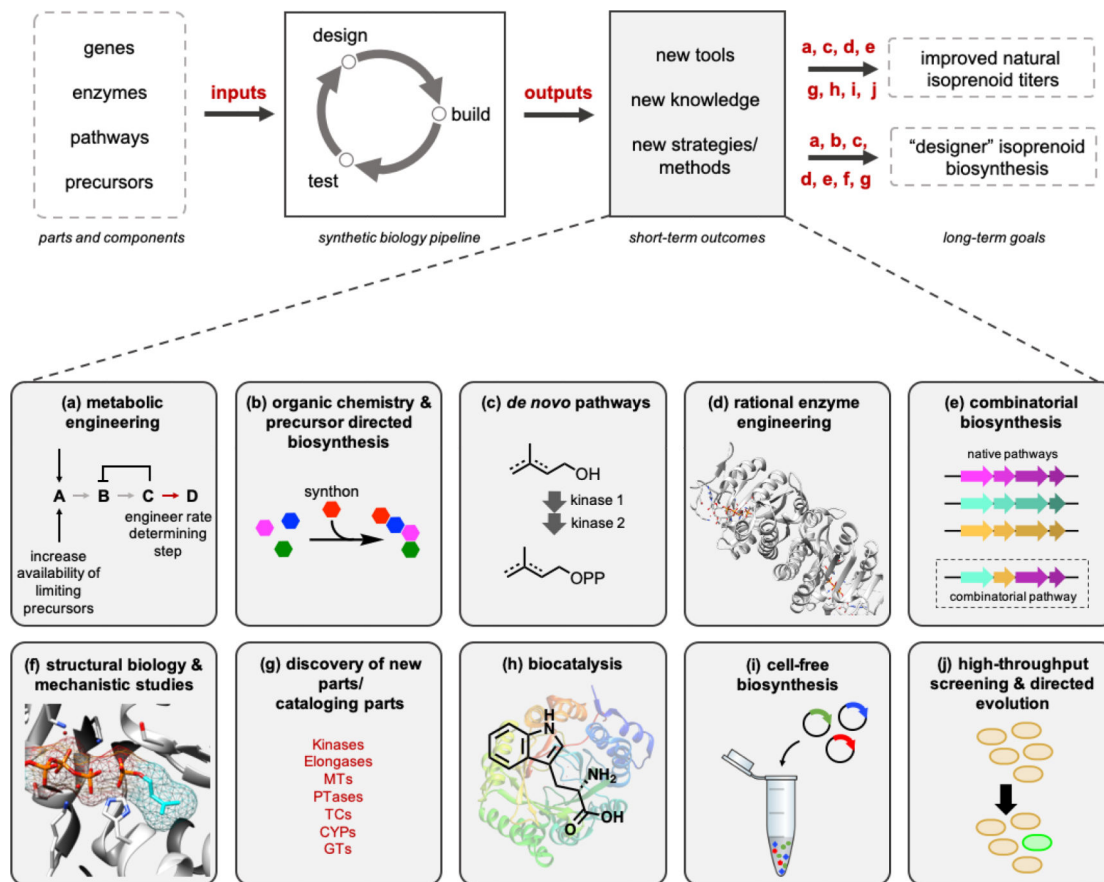 genes
enzymes
pathways
precursors
parts and components
inputs
design
build
test
synthetic biology pipeline
outputs
new tools
new knowledge
new strategies/
methods
short-term outcomes
a, c, d, e
g, h, i, j
improved natural
isoprenoid titers
a, b, c,
d, e, f, g
“designer” isoprenoid
biosynthesis
long-term goals
(a) metabolic
engineering
A
B
C
D
engineer rate
determining
step
increase
availability of
limiting
precursors
(b) organic chemistry &
precursor directed
biosynthesis
synthon
(c) de novo pathways
OH
kinase 1
kinase 2
OPP
(d) rational enzyme
engineering
(e) combinatorial
biosynthesis
native pathways
combinatorial pathway
(f) structural biology &
mechanistic studies
(g) discovery of new
parts/
cataloging parts
Kinases
Elongases
MTs
PTases
TCs
CYPs
GTs
(h) biocatalysis
H
N
NH₂
O
OH
(i) cell-free
biosynthesis
(j) high-throughput
screening & directed
evolution